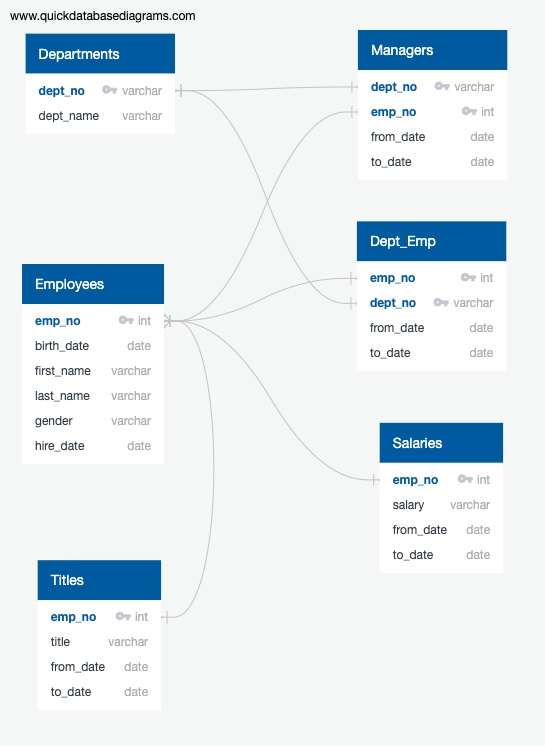 www.quickdatabasediagrams.com
Departments
dept_no varchar
dept_name varchar
Managers
dept_no varchar
emp_no int
from_date date
to_date date
Dept_Emp
emp_no int
dept_no varchar
from_date date
to_date date
Employees
emp_no int
birth_date date
first_name varchar
last_name varchar
gender varchar
hire_date date
Salaries
emp_no int
salary varchar
from_date date
to_date date
Titles
emp_no int
title varchar
from_date date
to_date date